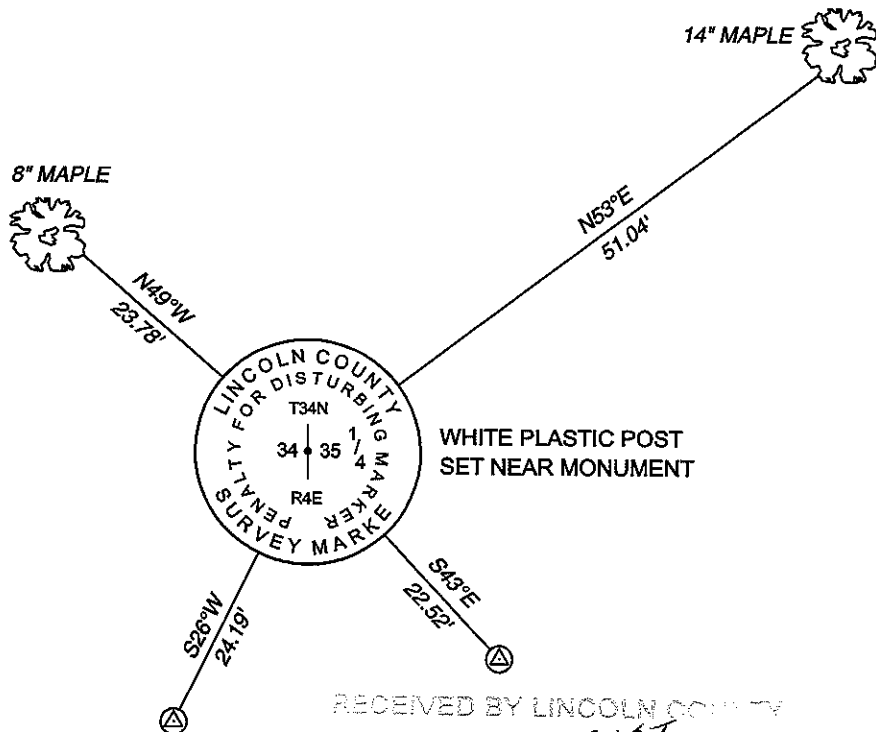 14" MAPLE
8" MAPLE
N53°E
51.04'
N49°W
23.78'
LINCOLN COUNTY
PENALTY FOR DISTURBING MARKER
T34N
34 35 1/4
R4E
SURVEY MARKE
WHITE PLASTIC POST
SET NEAR MONUMENT
S26°W
24.19'
S43°E
22.52'
RECEIVED BY LINCOLN COUNTY